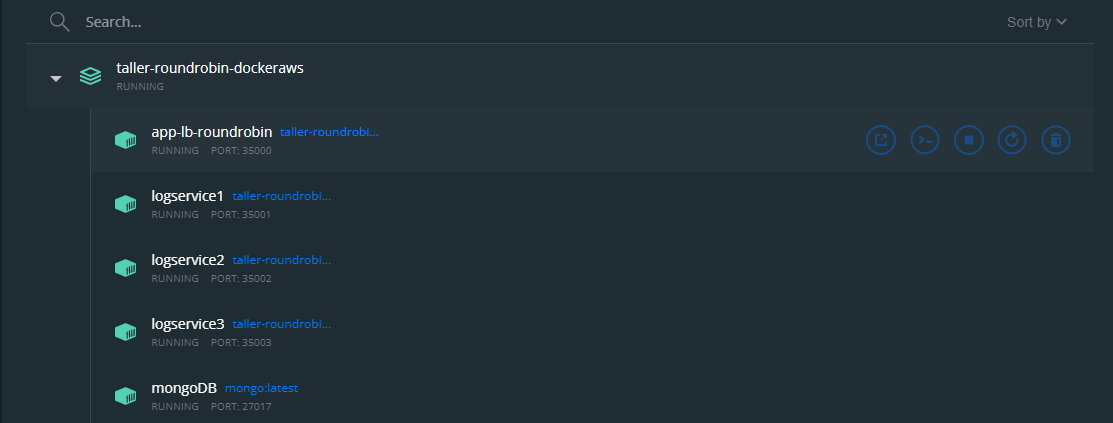 Search... Sort by
taller-roundrobin-dockeraws
RUNNING
app-lb-roundrobin taller-roundrobi...
RUNNING PORT: 35000
logservice1 taller-roundrobi...
RUNNING PORT: 35001
logservice2 taller-roundrobi...
RUNNING PORT: 35002
logservice3 taller-roundrobi...
RUNNING PORT: 35003
mongoDB mongo:latest
RUNNING PORT: 27017